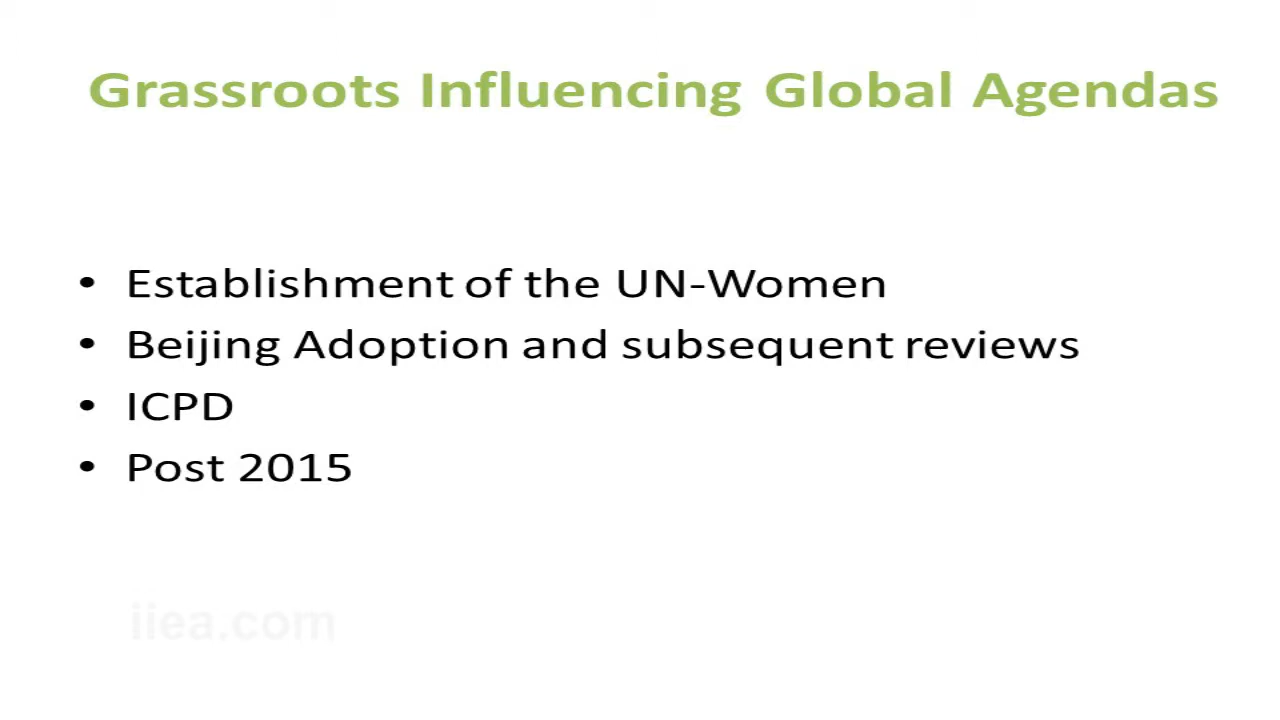 Grassroots Influencing Global Agendas
• Establishment of the UN-Women
• Beijing Adoption and subsequent reviews
• ICPD
• Post 2015
iiea.com